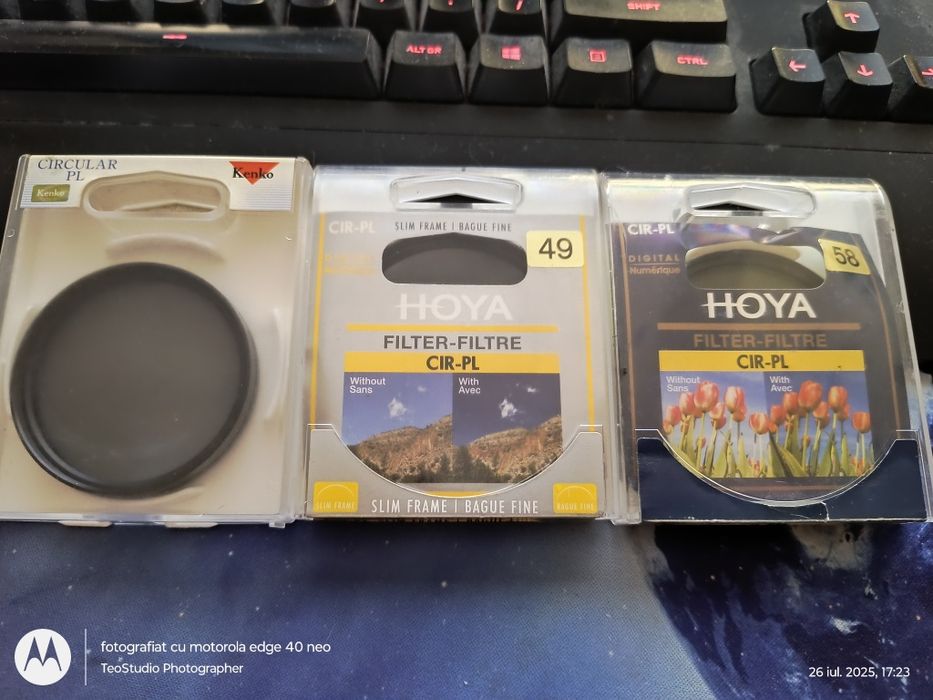 SHIFT
ALT GR
CTRL
CIRCULAR
PL
Kenko
Kenko
CIR-PL
SLIM FRAME | BAGUE FINE
49
HOYA
FILTER-FILTRE
CIR-PL
Without
Sans
With
Avec
SLIM FRAME
SLIM FRAME | BAGUE FINE
BAGUE FINE
CIR-PL
DIGITAL
Numérique
58
HOYA
FILTER-FILTRE
CIR-PL
Without
Sans
With
Avec
fotografiat cu motorola edge 40 neo
TeoStudio Photographer
26 iul. 2025, 17:23